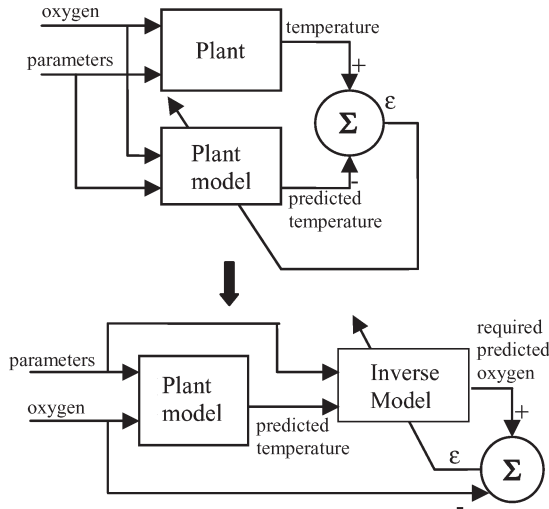 oxygen
temperature
parameters
Plant
+
ε
Σ
Plant
model
-
predicted
temperature
required
predicted
oxygen
parameters
Plant
model
Inverse
Model
oxygen
predicted
temperature
+
ε
Σ
-